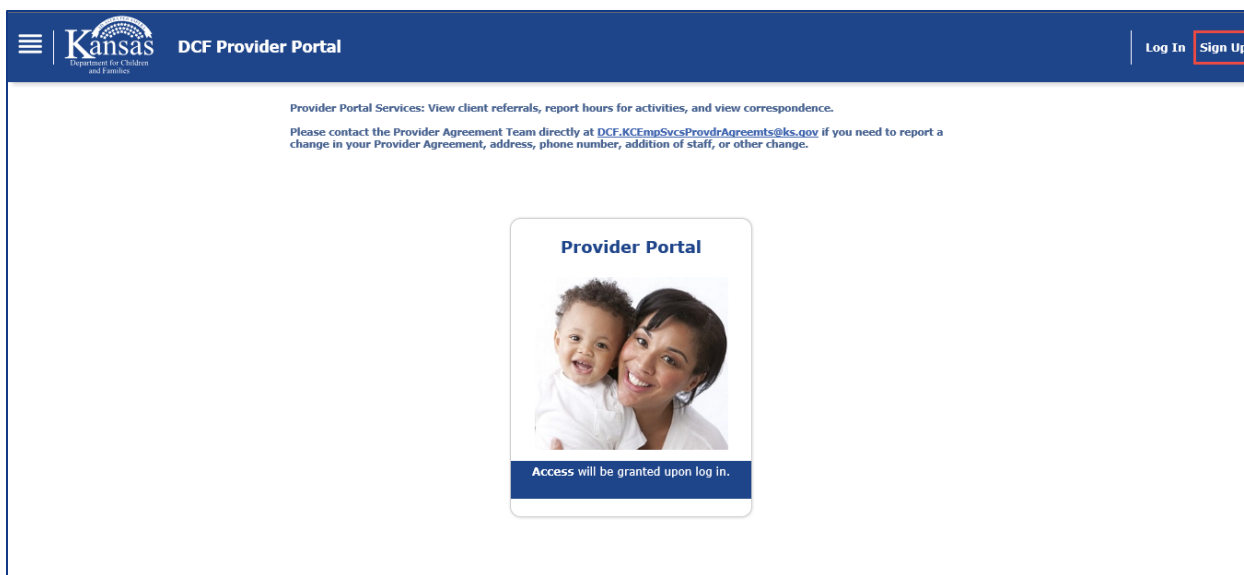 Kansas
Department for Children
and Families
DCF Provider Portal
Log In Sign Up
Provider Portal Services: View client referrals, report hours for activities, and view correspondence.
Please contact the Provider Agreement Team directly at DCF.KCEmpSvcsProvdrAgreemts@ks.gov if you need to report a
change in your Provider Agreement, address, phone number, addition of staff, or other change.
Provider Portal
Access will be granted upon log in.